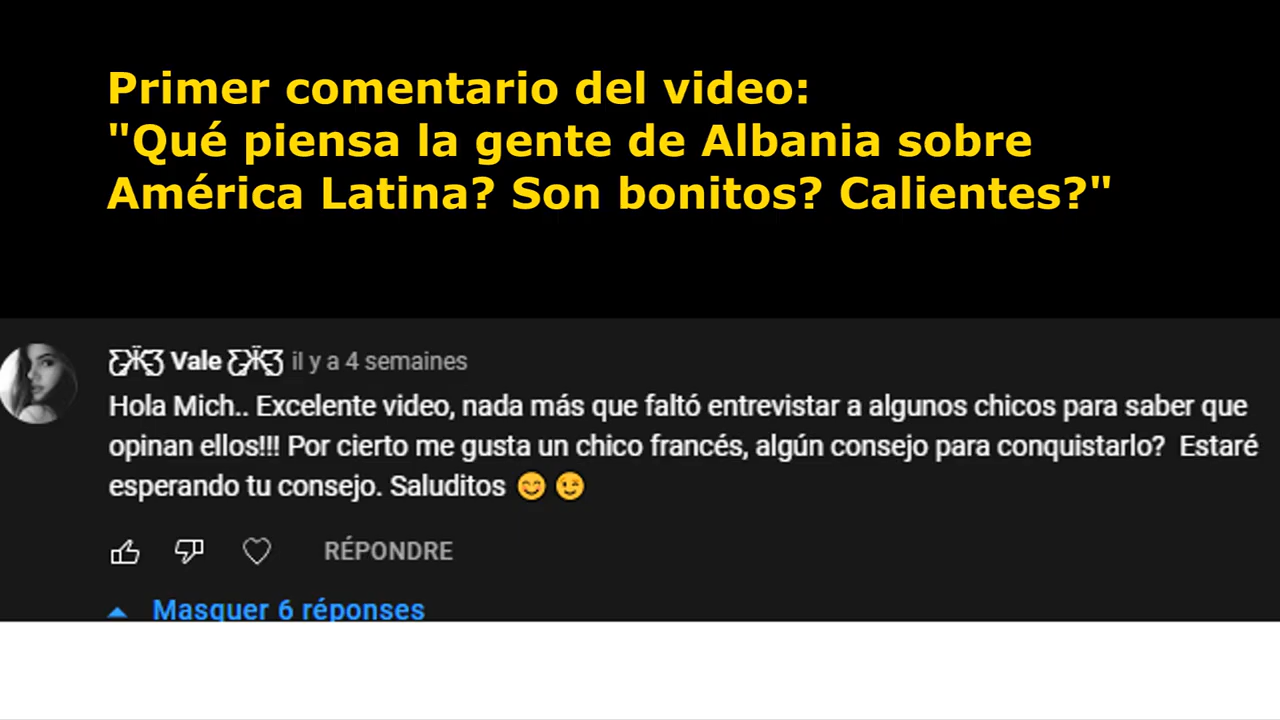 Primer comentario del video:
"Qué piensa la gente de Albania sobre
América Latina? Son bonitos? Calientes?"
Ƹ̵̡Ӝ̵̨̄Ʒ Vale Ƹ̵̡Ӝ̵̨̄Ʒ il y a 4 semaines
Hola Mich.. Excelente video, nada más que faltó entrevistar a algunos chicos para saber que
opinan ellos!!! Por cierto me gusta un chico francés, algún consejo para conquistarlo? Estaré
esperando tu consejo. Saluditos 😊 😉
RÉPONDRE
Masquer 6 réponses